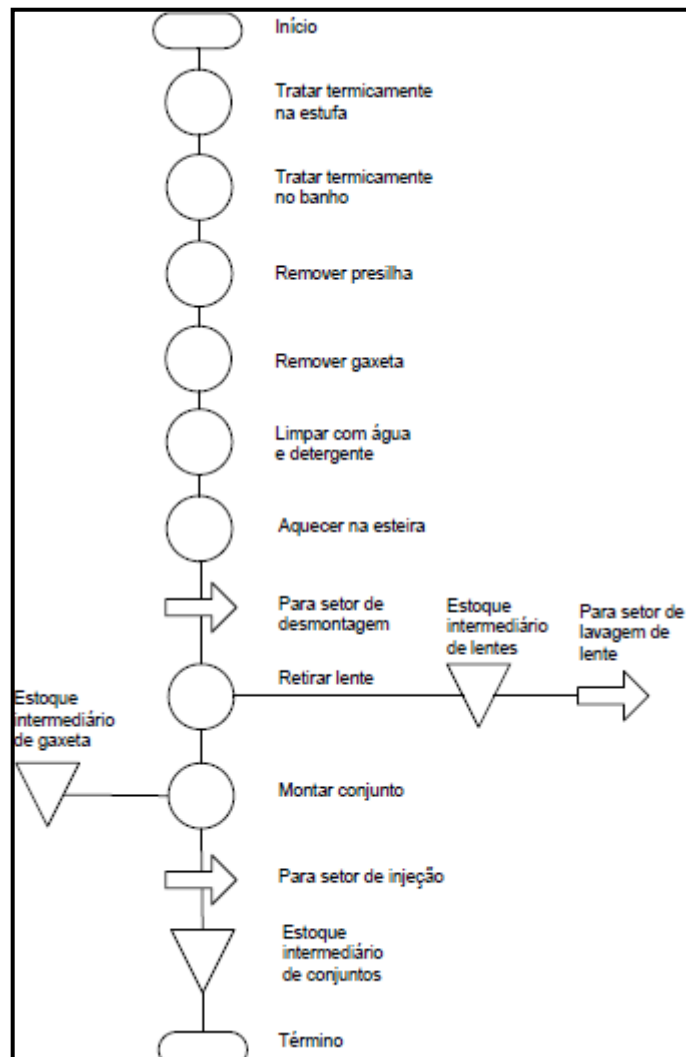 Início
Tratar termicamente
na estufa
Tratar termicamente
no banho
Remover presilha
Remover gaxeta
Limpar com água
e detergente
Aquecer na esteira
Para setor de
desmontagem
Estoque
intermediário
de lentes
Para setor de
lavagem de
lente
Retirar lente
Estoque
intermediário
de gaxeta
Montar conjunto
Para setor de injeção
Estoque
intermediário
de conjuntos
Término